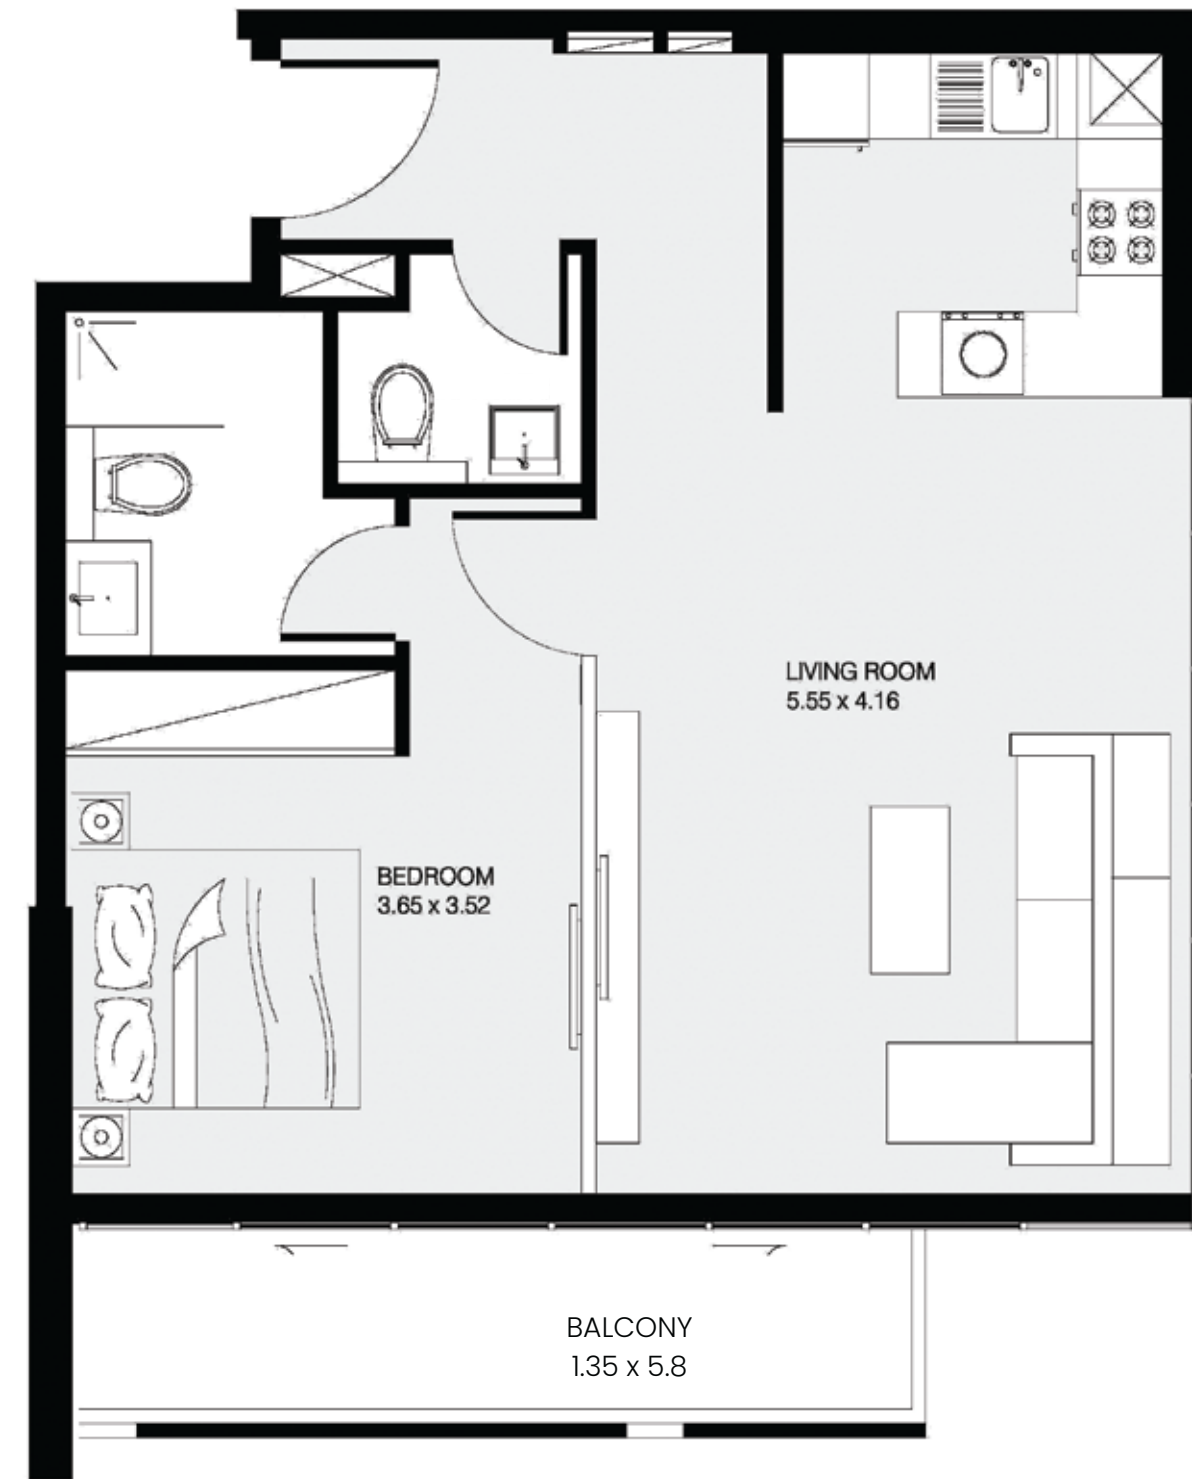 LIVING ROOM
5.55 x 4.16
BEDROOM
3.65 x 3.52
BALCONY
1.35 x 5.8